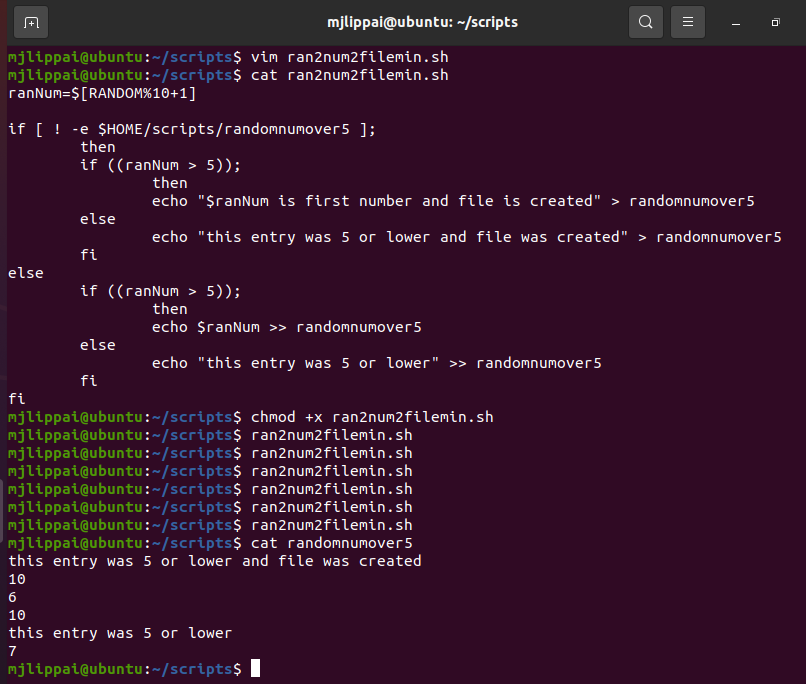 mjlippai@ubuntu: ~/scripts
mjlippai@ubuntu:~/scripts$ vim ran2num2filemin.sh
mjlippai@ubuntu:~/scripts$ cat ran2num2filemin.sh
ranNum=$[RANDOM%10+1]

if [ ! -e $HOME/scripts/randomnumover5 ];
        then
        if ((ranNum > 5));
                then
                echo "$ranNum is first number and file is created" > randomnumover5
        else
                echo "this entry was 5 or lower and file was created" > randomnumover5
        fi
else
        if ((ranNum > 5));
                then
                echo $ranNum >> randomnumover5
        else
                echo "this entry was 5 or lower" >> randomnumover5
        fi
fi
mjlippai@ubuntu:~/scripts$ chmod +x ran2num2filemin.sh
mjlippai@ubuntu:~/scripts$ ran2num2filemin.sh
mjlippai@ubuntu:~/scripts$ ran2num2filemin.sh
mjlippai@ubuntu:~/scripts$ ran2num2filemin.sh
mjlippai@ubuntu:~/scripts$ ran2num2filemin.sh
mjlippai@ubuntu:~/scripts$ ran2num2filemin.sh
mjlippai@ubuntu:~/scripts$ ran2num2filemin.sh
mjlippai@ubuntu:~/scripts$ cat randomnumover5
this entry was 5 or lower and file was created
10
6
10
this entry was 5 or lower
7
mjlippai@ubuntu:~/scripts$